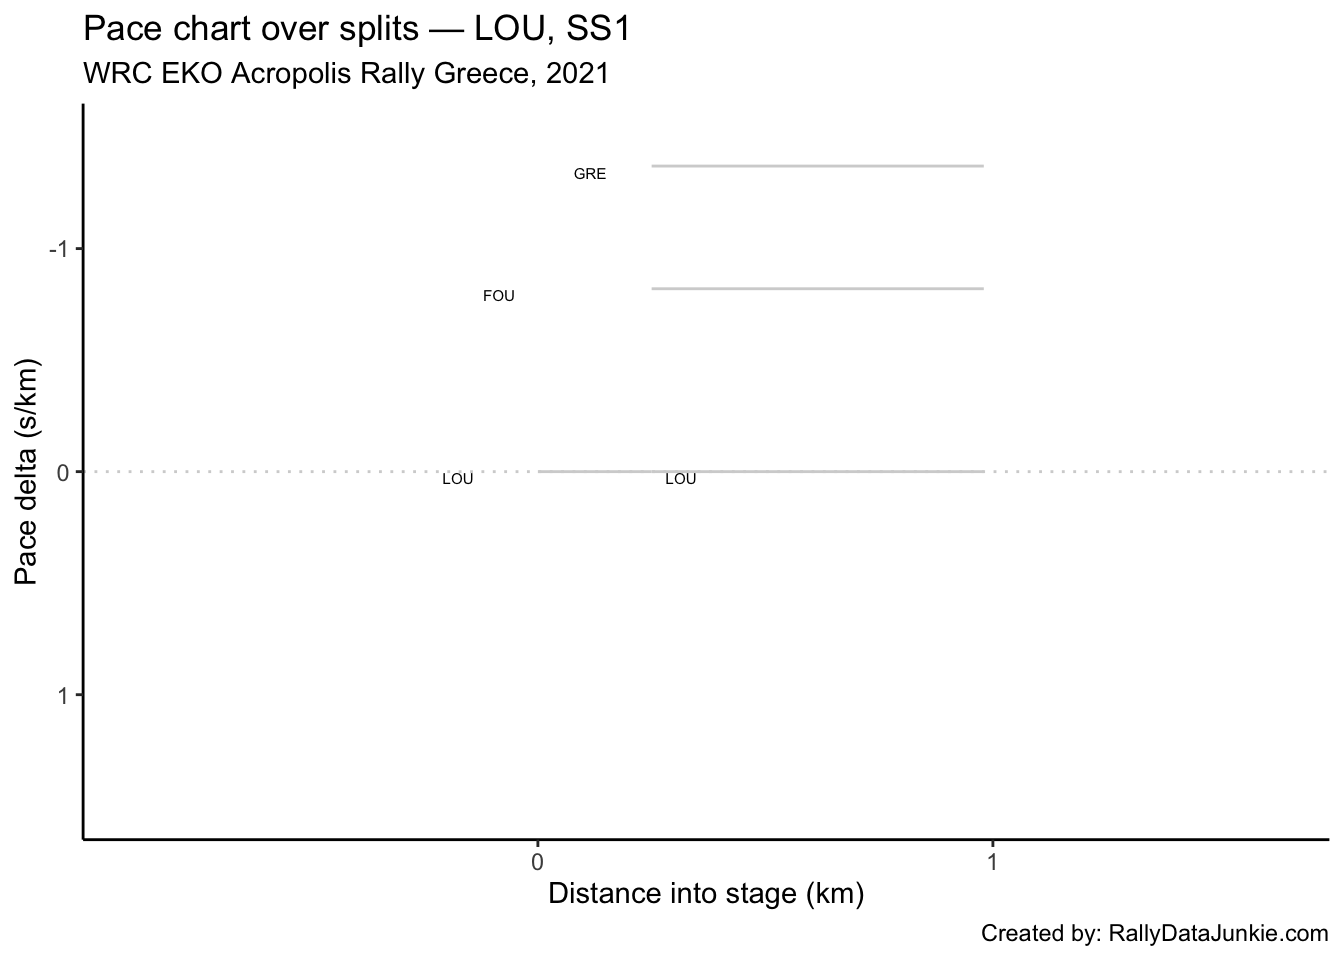 Pace chart over splits — LOU, SS1
WRC EKO Acropolis Rally Greece, 2021
GRE
-1
FOU
Pace delta (s/km)
0
LOU LOU
1
0 1
Distance into stage (km)
Created by: RallyDataJunkie.com